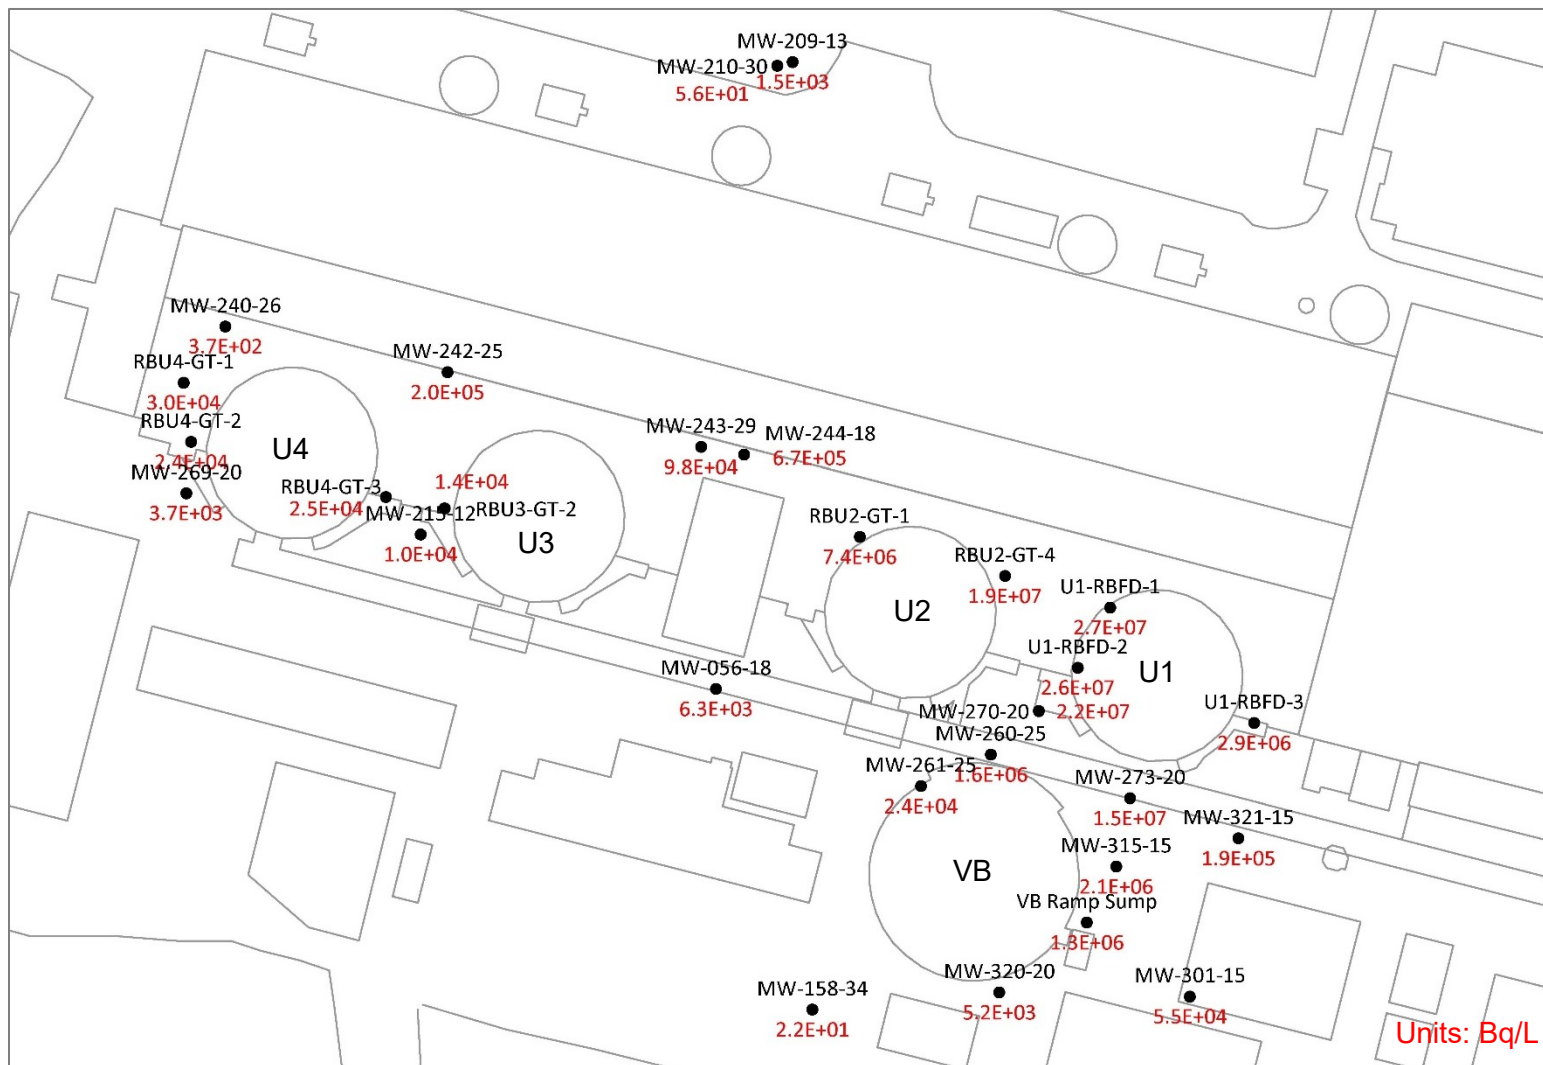 MW-209-13
MW-210-30
1.5E+03
5.6E+01
MW-240-26
3.7E+02
MW-242-25
2.0E+05
RBU4-GT-1
3.0E+04
RBU4-GT-2
2.4E+04
MW-269-20
3.7E+03
U4
RBU4-GT-3
2.5E+04
1.4E+04
RBU3-GT-2
MW-215-12
1.0E+04
U3
MW-243-29
9.8E+04
MW-244-18
6.7E+05
RBU2-GT-1
7.4E+06
RBU2-GT-4
1.9E+07
U2
U1-RBFD-1
2.7E+07
U1-RBFD-2
2.6E+07
U1
MW-056-18
6.3E+03
MW-270-20
2.2E+07
U1-RBFD-3
2.9E+06
MW-260-25
1.6E+06
MW-261-25
2.4E+04
MW-273-20
1.5E+07
MW-321-15
1.9E+05
MW-315-15
2.1E+06
VB
VB Ramp Sump
1.3E+06
MW-320-20
5.2E+03
MW-301-15
5.5E+04
MW-158-34
2.2E+01
Units: Bq/L